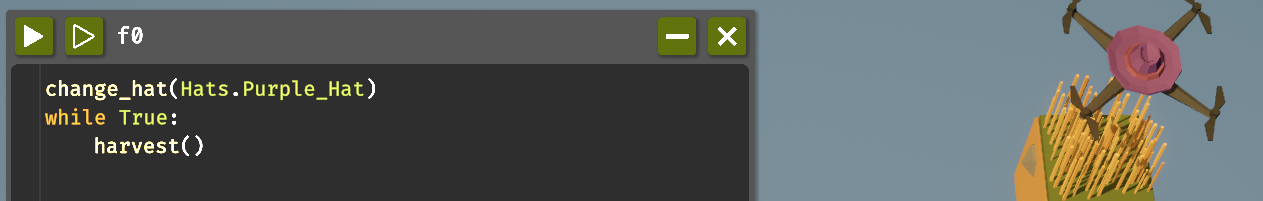 f0
change_hat(Hats.Purple_Hat)
while True:
    harvest()